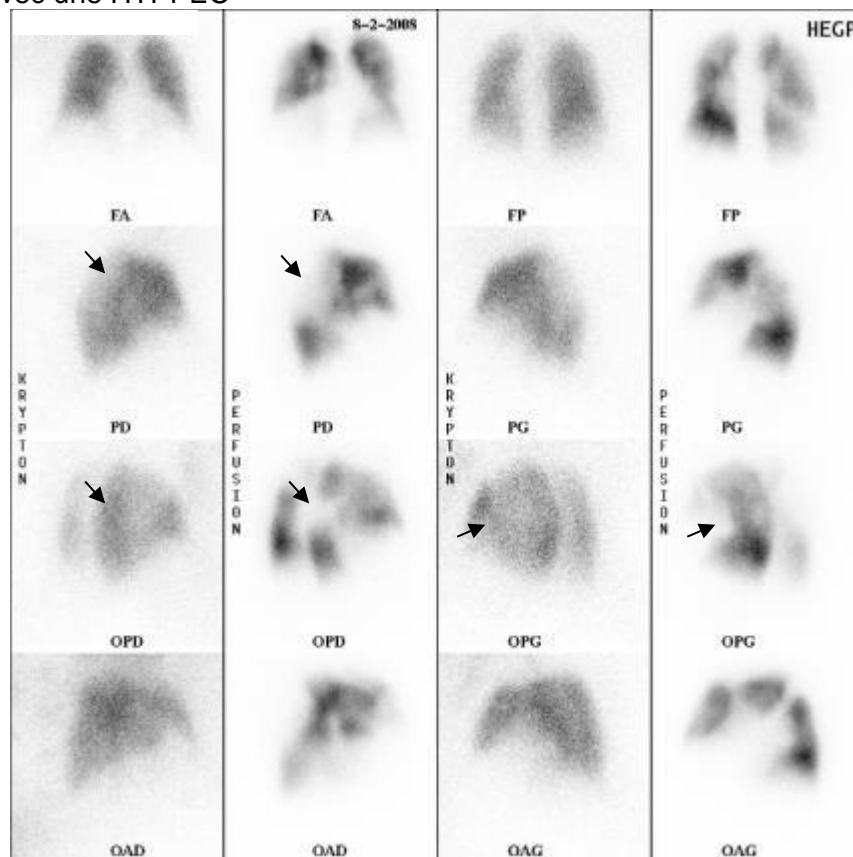 8-2-2008
HEGP
FA FA FP FP
PD PD PG PG
KRYPTON
PERFUSION
KRYPTON
PERFUSION
OPD OPD OPG OPG
OAD OAD OAG OAG